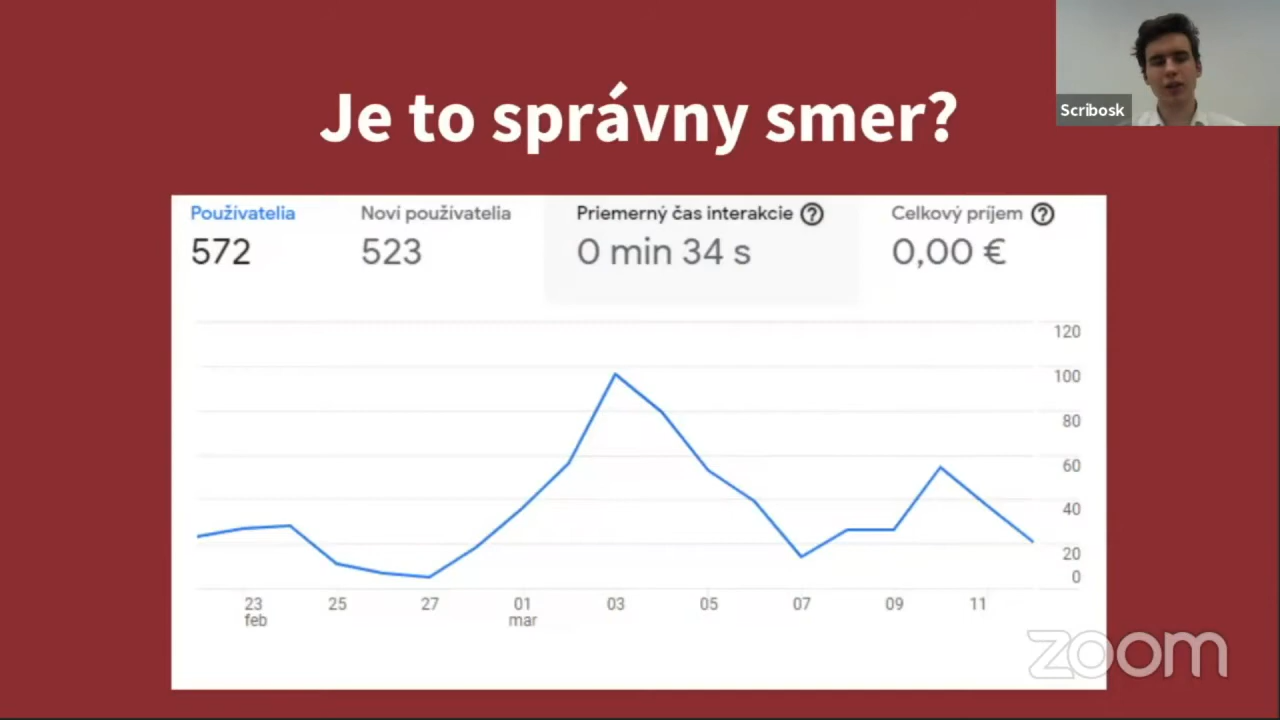 Je to správny smer?
Scribosk
Používatelia
572
Noví používatelia
523
Priemerný čas interakcie ?
0 min 34 s
Celkový príjem ?
0,00 €
120
100
80
60
40
20
0
23
feb
25
27
01
mar
03
05
07
09
11
zoom